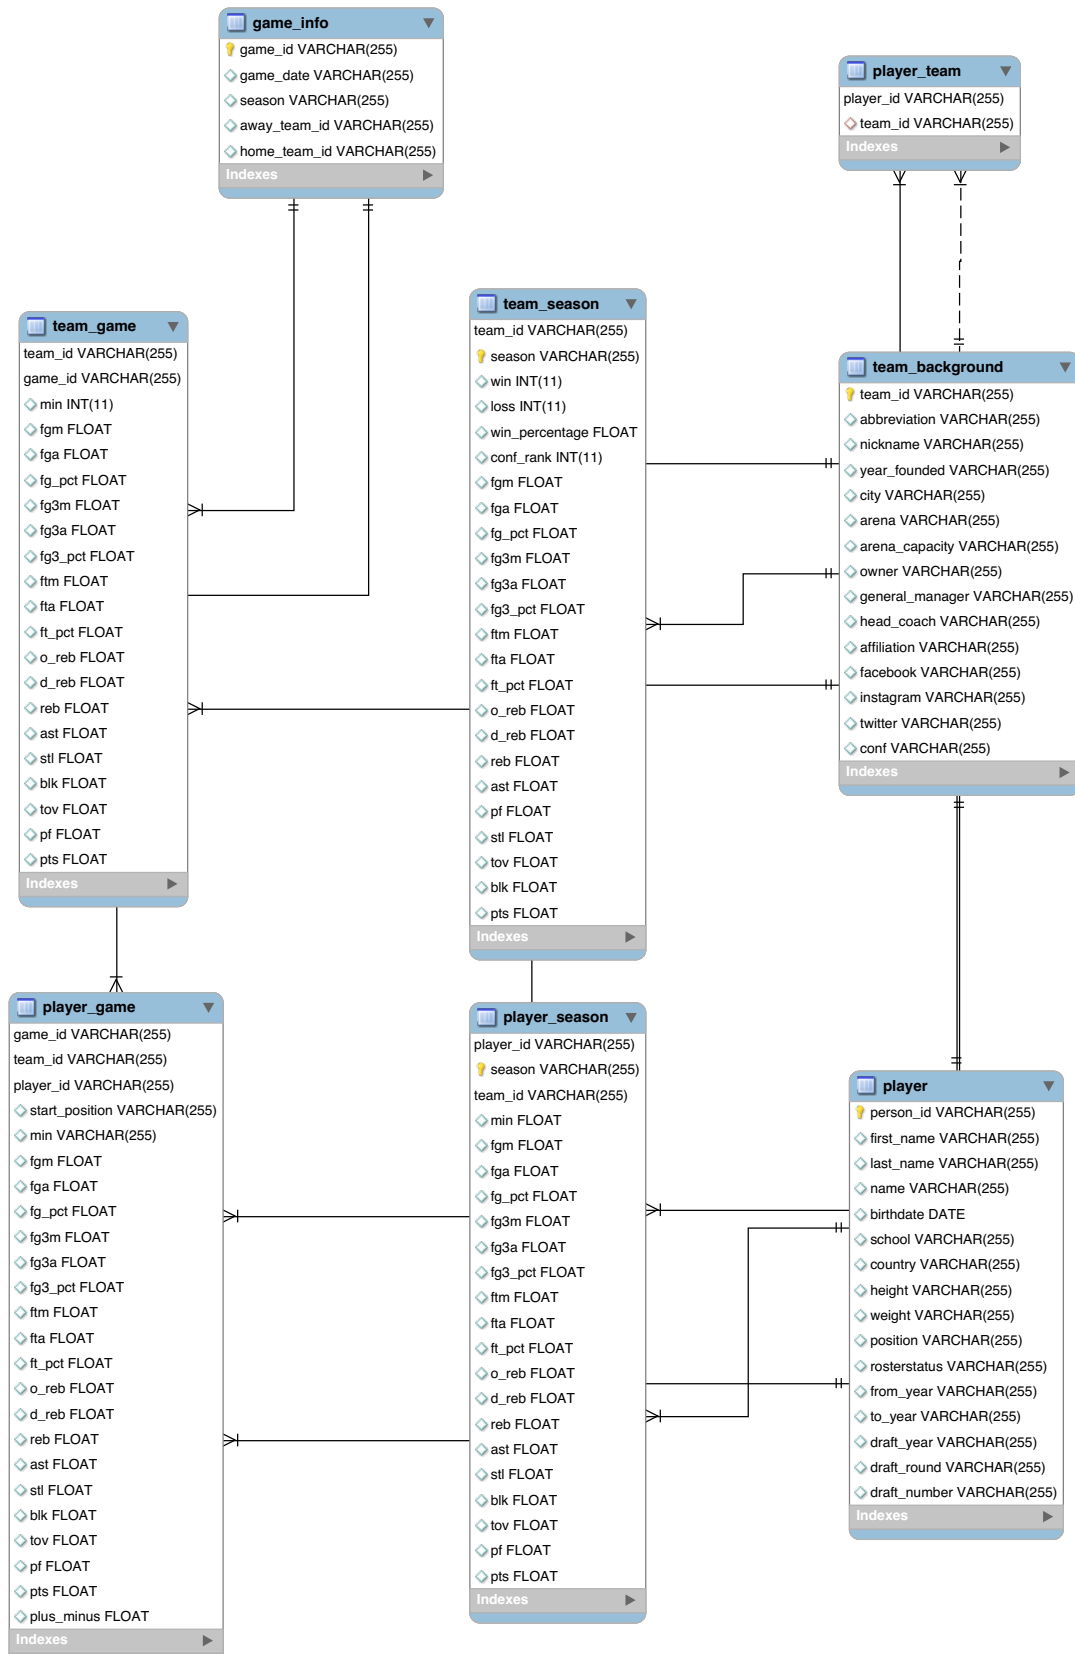 game_info
game_id VARCHAR(255)
game_date VARCHAR(255)
season VARCHAR(255)
away_team_id VARCHAR(255)
home_team_id VARCHAR(255)
Indexes
player_team
player_id VARCHAR(255)
team_id VARCHAR(255)
Indexes
team_game
team_id VARCHAR(255)
game_id VARCHAR(255)
min INT(11)
fgm FLOAT
fga FLOAT
fg_pct FLOAT
fg3m FLOAT
fg3a FLOAT
fg3_pct FLOAT
ftm FLOAT
fta FLOAT
ft_pct FLOAT
o_reb FLOAT
d_reb FLOAT
reb FLOAT
ast FLOAT
stl FLOAT
blk FLOAT
tov FLOAT
pf FLOAT
pts FLOAT
Indexes
team_season
team_id VARCHAR(255)
season VARCHAR(255)
win INT(11)
loss INT(11)
win_percentage FLOAT
conf_rank INT(11)
fgm FLOAT
fga FLOAT
fg_pct FLOAT
fg3m FLOAT
fg3a FLOAT
fg3_pct FLOAT
ftm FLOAT
fta FLOAT
ft_pct FLOAT
o_reb FLOAT
d_reb FLOAT
reb FLOAT
ast FLOAT
pf FLOAT
stl FLOAT
tov FLOAT
blk FLOAT
pts FLOAT
Indexes
team_background
team_id VARCHAR(255)
abbreviation VARCHAR(255)
nickname VARCHAR(255)
year_founded VARCHAR(255)
city VARCHAR(255)
arena VARCHAR(255)
arena_capacity VARCHAR(255)
owner VARCHAR(255)
general_manager VARCHAR(255)
head_coach VARCHAR(255)
affiliation VARCHAR(255)
facebook VARCHAR(255)
instagram VARCHAR(255)
twitter VARCHAR(255)
conf VARCHAR(255)
Indexes
player_game
game_id VARCHAR(255)
team_id VARCHAR(255)
player_id VARCHAR(255)
start_position VARCHAR(255)
min VARCHAR(255)
fgm FLOAT
fga FLOAT
fg_pct FLOAT
fg3m FLOAT
fg3a FLOAT
fg3_pct FLOAT
ftm FLOAT
fta FLOAT
ft_pct FLOAT
o_reb FLOAT
d_reb FLOAT
reb FLOAT
ast FLOAT
stl FLOAT
blk FLOAT
tov FLOAT
pf FLOAT
pts FLOAT
plus_minus FLOAT
Indexes
player_season
player_id VARCHAR(255)
season VARCHAR(255)
team_id VARCHAR(255)
min FLOAT
fgm FLOAT
fga FLOAT
fg_pct FLOAT
fg3m FLOAT
fg3a FLOAT
fg3_pct FLOAT
ftm FLOAT
fta FLOAT
ft_pct FLOAT
o_reb FLOAT
d_reb FLOAT
reb FLOAT
ast FLOAT
stl FLOAT
blk FLOAT
tov FLOAT
pf FLOAT
pts FLOAT
Indexes
player
person_id VARCHAR(255)
first_name VARCHAR(255)
last_name VARCHAR(255)
name VARCHAR(255)
birthdate DATE
school VARCHAR(255)
country VARCHAR(255)
height VARCHAR(255)
weight VARCHAR(255)
position VARCHAR(255)
rosterstatus VARCHAR(255)
from_year VARCHAR(255)
to_year VARCHAR(255)
draft_year VARCHAR(255)
draft_round VARCHAR(255)
draft_number VARCHAR(255)
Indexes